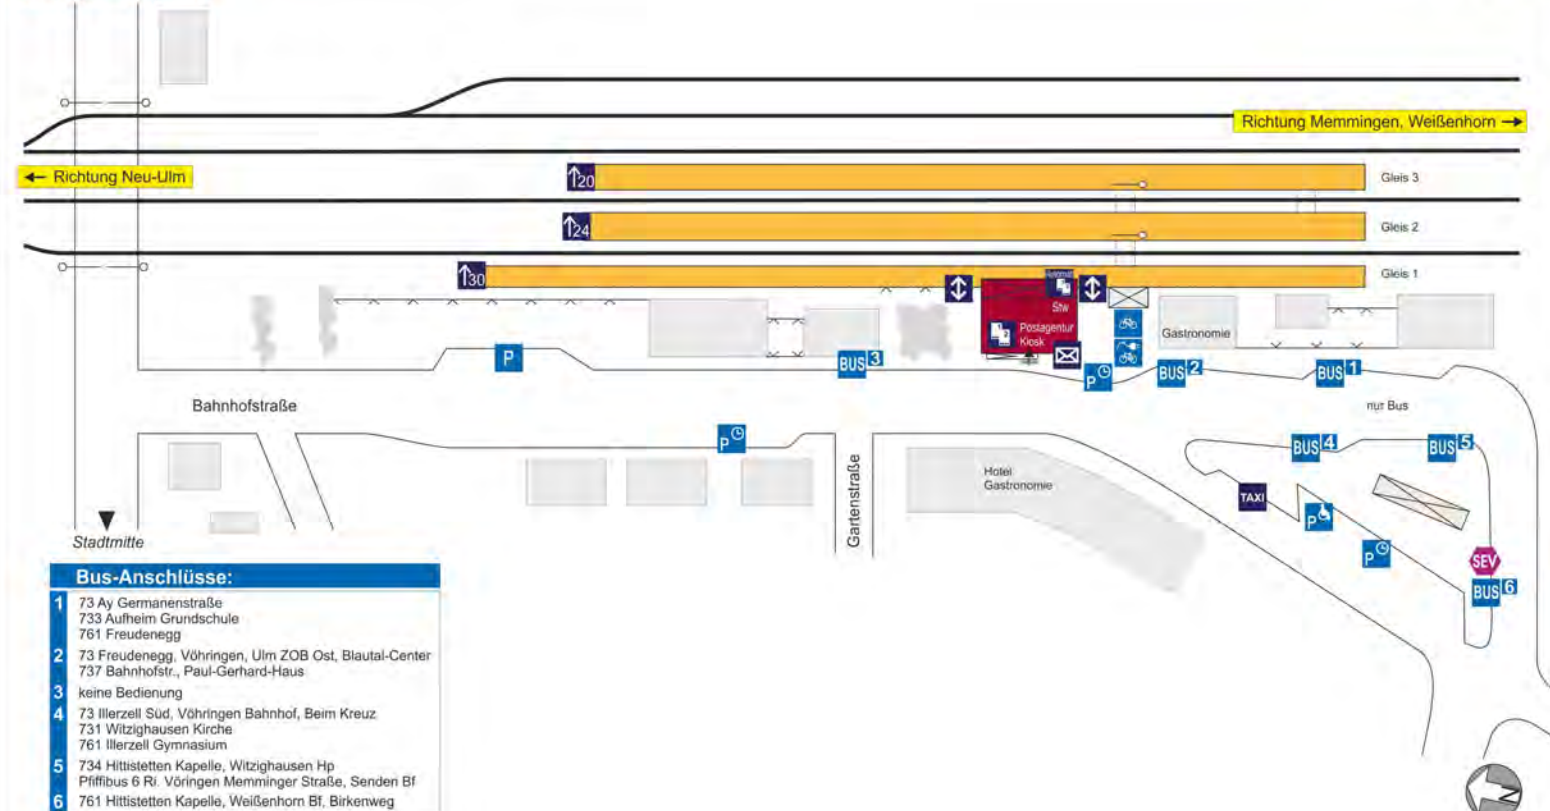 Richtung Memmingen, Weißenhorn →
← Richtung Neu-Ulm
↑20
Gleis 3
↑24
Gleis 2
↑30
Gleis 1
Stw
Postagentur
Kiosk
Gastronomie
P
BUS 3
P
BUS 2
BUS 1
Bahnhofstraße
nur Bus
P
BUS 4
BUS 5
Gartenstraße
Hotel
Gastronomie
TAXI
P
P
Stadtmitte
SEV
BUS 6
Bus-Anschlüsse:
1 73 Ay Germanenstraße
733 Aufheim Grundschule
761 Freudenegg
2 73 Freudenegg, Vöhringen, Ulm ZOB Ost, Blautal-Center
737 Bahnhofstr., Paul-Gerhard-Haus
3 keine Bedienung
4 73 Illerzell Süd, Vöhringen Bahnhof, Beim Kreuz
731 Witzighausen Kirche
761 Illerzell Gymnasium
5 734 Hittistetten Kapelle, Witzighausen Hp
Pfiffibus 6 Ri. Vöringen Memminger Straße, Senden Bf
6 761 Hittistetten Kapelle, Weißenhorn Bf, Birkenweg
N